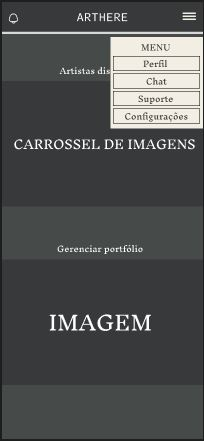 ARTHERE
MENU
Perfil
Chat
Suporte
Configurações
Artistas dis
CARROSSEL DE IMAGENS
Gerenciar portfólio
IMAGEM